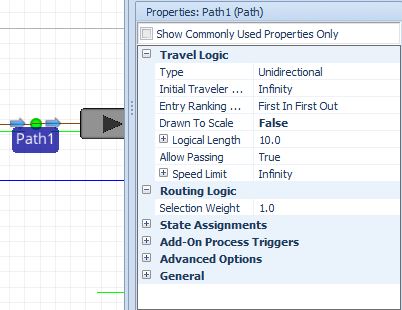 Properties: Path1 (Path)
Show Commonly Used Properties Only
Travel Logic
Type Unidirectional
Initial Traveler ... Infinity
Entry Ranking ... First In First Out
Drawn To Scale False
Logical Length 10.0
Allow Passing True
Speed Limit Infinity
Routing Logic
Selection Weight 1.0
State Assignments
Add-On Process Triggers
Advanced Options
General
Path1